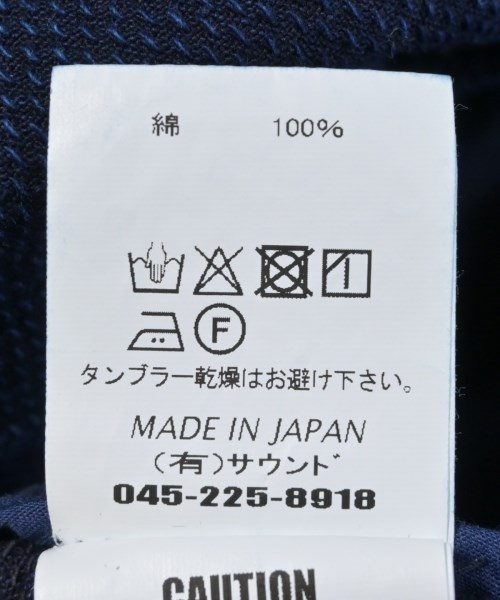 綿 100%
F
タンブラー乾燥はお避け下さい。
MADE IN JAPAN
(有)サウンド
045-225-8918
CAUTION